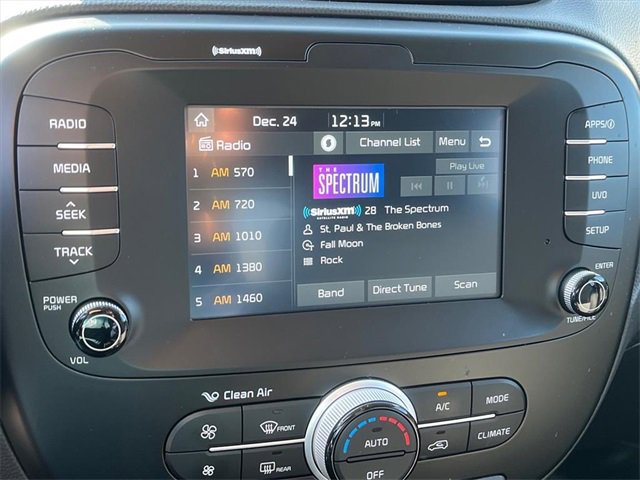 ((SiriusXM))
RADIO
MEDIA
SEEK
TRACK
POWER
PUSH
VOL
Dec. 24 12:13 PM
Radio Channel List Menu
1 AM 570
2 AM 720
3 AM 1010
4 AM 1380
5 AM 1460
THE
SPECTRUM
Play Live
((SiriusXM)) 28 The Spectrum
SATELLITE RADIO
St. Paul & The Broken Bones
Fall Moon
Rock
Band Direct Tune Scan
APPS/i
PHONE
UVO
SETUP
ENTER
TUNE/FILE
Clean Air
FRONT
REAR
AUTO
OFF
A/C
MODE
CLIMATE